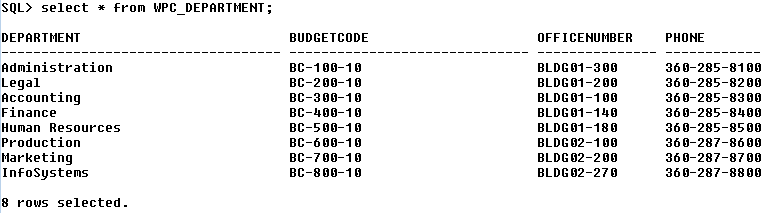 SQL> select * from WPC_DEPARTMENT;
DEPARTMENT BUDGETCODE OFFICENUMBER PHONE
----------------------------------- ------------------------------ --------------- ------------
Administration BC-100-10 BLDG01-300 360-285-8100
Legal BC-200-10 BLDG01-200 360-285-8200
Accounting BC-300-10 BLDG01-100 360-285-8300
Finance BC-400-10 BLDG01-140 360-285-8400
Human Resources BC-500-10 BLDG01-180 360-285-8500
Production BC-600-10 BLDG02-100 360-287-8600
Marketing BC-700-10 BLDG02-200 360-287-8700
InfoSystems BC-800-10 BLDG02-270 360-287-8800
8 rows selected.